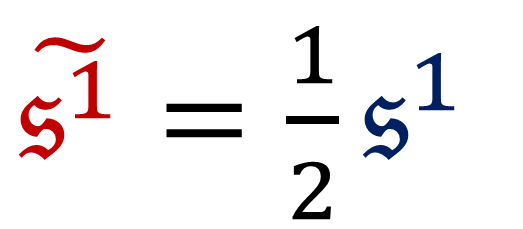 𝔰̃¹ = ½ 𝔰¹